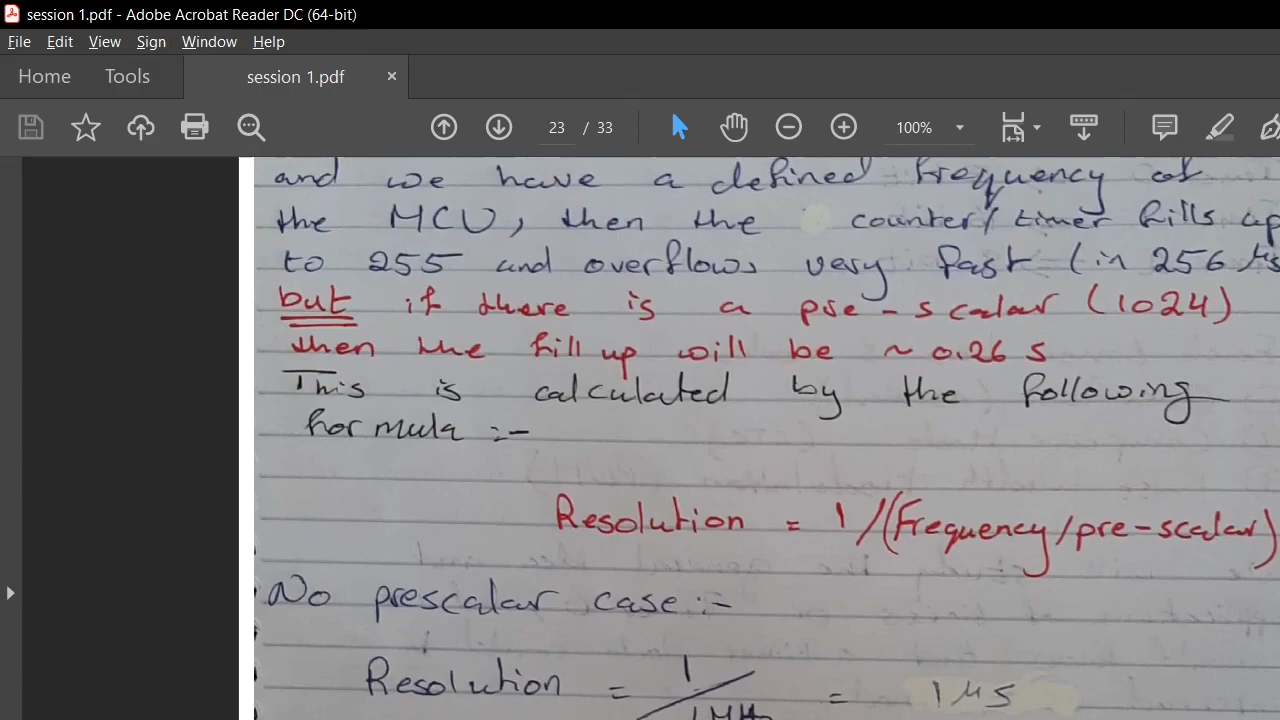 session 1.pdf - Adobe Acrobat Reader DC (64-bit)
File Edit View Sign Window Help
Home Tools session 1.pdf ×
23 / 33 100%
and we have a defined frequency of
the MCU, then the counter/timer fills up
to 255 and overflows very fast (in 256 µs
but if there is a pre-scalar (1024)
then the fill up will be ~ 0.26 s
This is calculated by the following
formula :-
Resolution = 1/(Frequency/pre-scalar)
No prescalar case :-
Resolution = 1/1MHz = 1µs